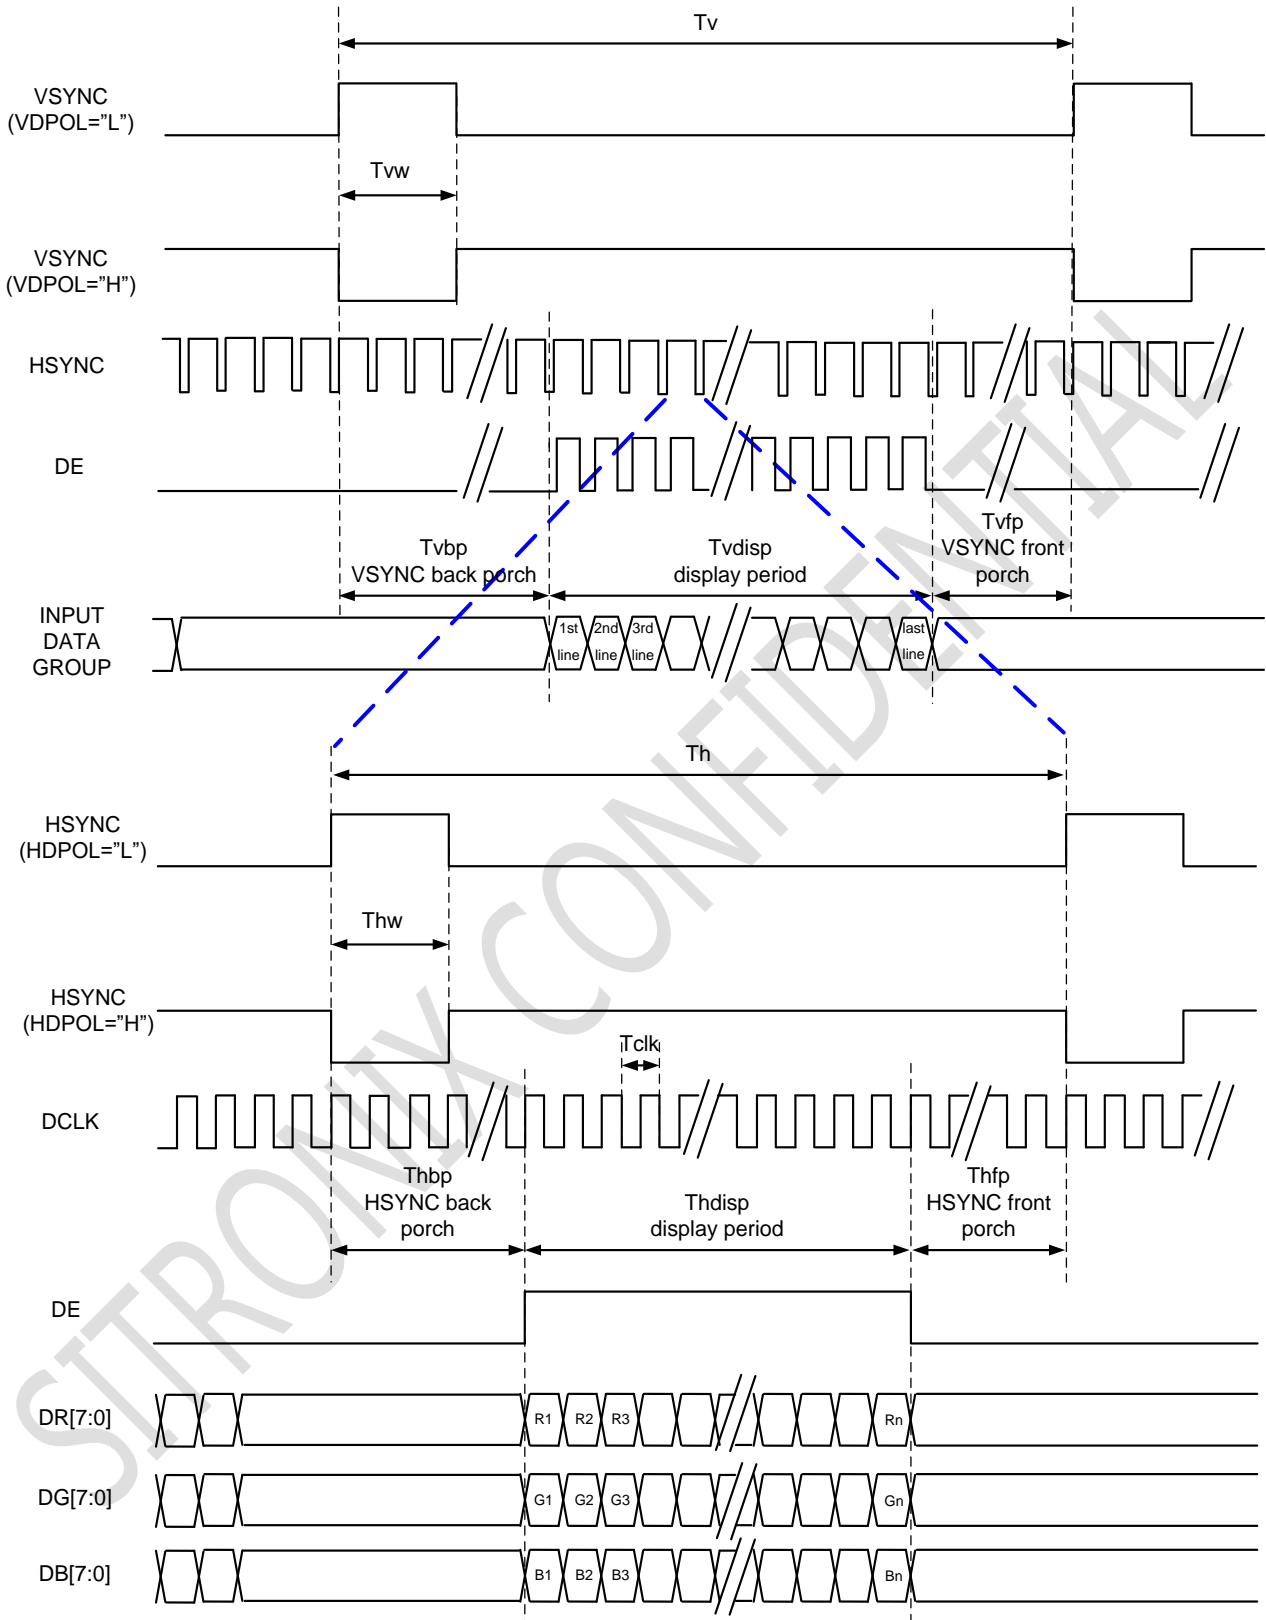 Tv
VSYNC
(VDPOL="L")
Tvw
VSYNC
(VDPOL="H")
HSYNC
DE
Tvbp
VSYNC back porch
Tvdisp
display period
Tvfp
VSYNC front
porch
INPUT
DATA
GROUP
1st
line
2nd
line
3rd
line
last
line
Th
HSYNC
(HDPOL="L")
Thw
HSYNC
(HDPOL="H")
Tclk
DCLK
Thbp
HSYNC back
porch
Thdisp
display period
Thfp
HSYNC front
porch
DE
DR[7:0]
R1 R2 R3 Rn
DG[7:0]
G1 G2 G3 Gn
DB[7:0]
B1 B2 B3 Bn
SITRONIX CONFIDENTIAL